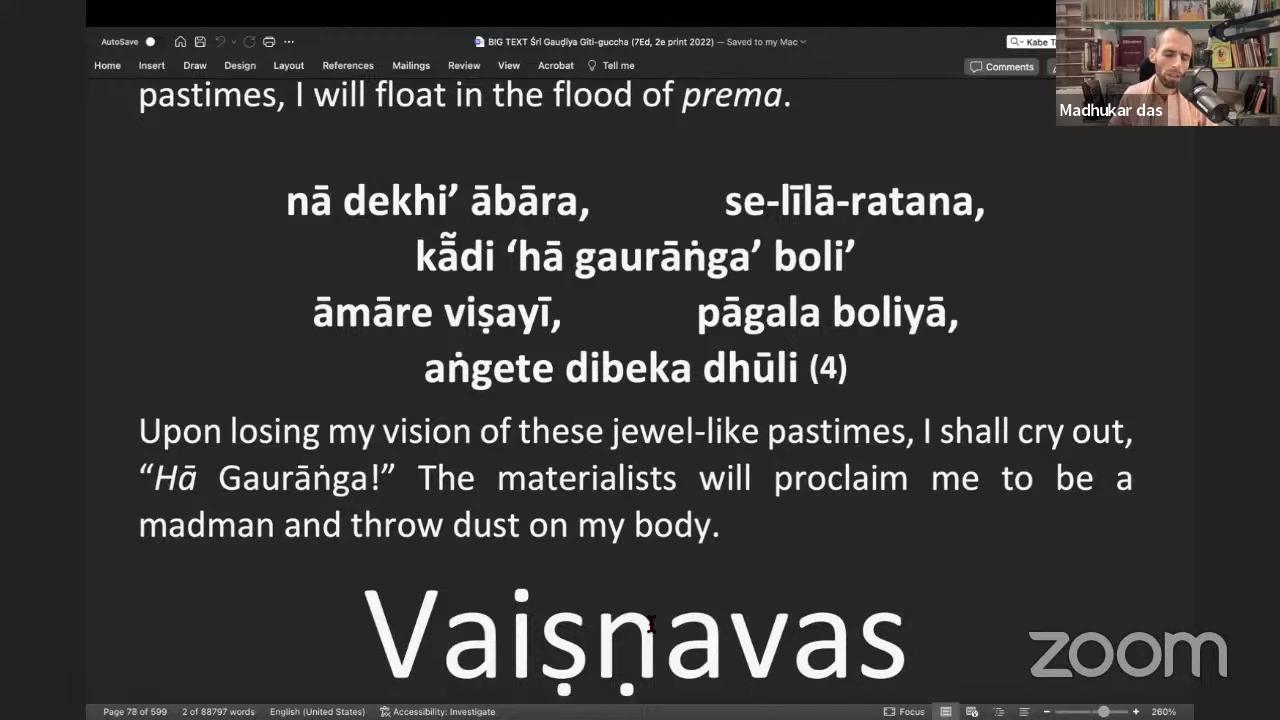 AutoSave
BIG TEXT Śrī Gauḍīya Gīti-guccha (7Ed, 2e print 2022) — Saved to my Mac
Kabe T
Home Insert Draw Design Layout References Mailings Review View Acrobat Tell me
Comments
Madhukar das
pastimes, I will float in the flood of prema.
nā dekhi’ ābāra, se-līlā-ratana,
kā̃di ‘hā gaurāṅga’ boli’
āmāre viṣayī, pāgala boliyā,
aṅgete dibeka dhūli (4)
Upon losing my vision of these jewel-like pastimes, I shall cry out,
“Hā Gaurāṅga!” The materialists will proclaim me to be a
madman and throw dust on my body.
Vaiṣṇavas
zoom
Page 78 of 599 2 of 88797 words English (United States) Accessibility: Investigate Focus 260%